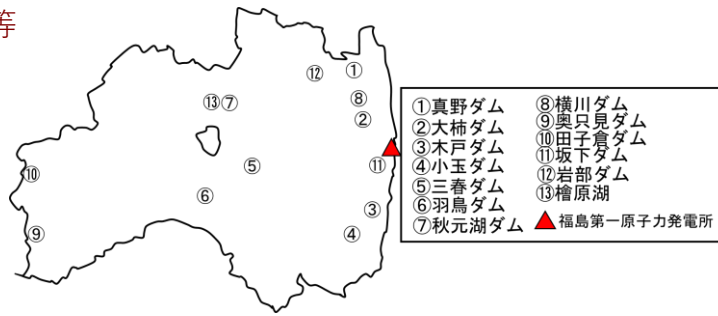 等
⑫
①
⑬⑦
⑧
②
⑤
⑪
⑩
⑥
③
⑨
④
①真野ダム
②大柿ダム
③木戸ダム
④小玉ダム
⑤三春ダム
⑥羽鳥ダム
⑦秋元湖ダム
⑧横川ダム
⑨奥只見ダム
⑩田子倉ダム
⑪坂下ダム
⑫岩部ダム
⑬檜原湖
福島第一原子力発電所